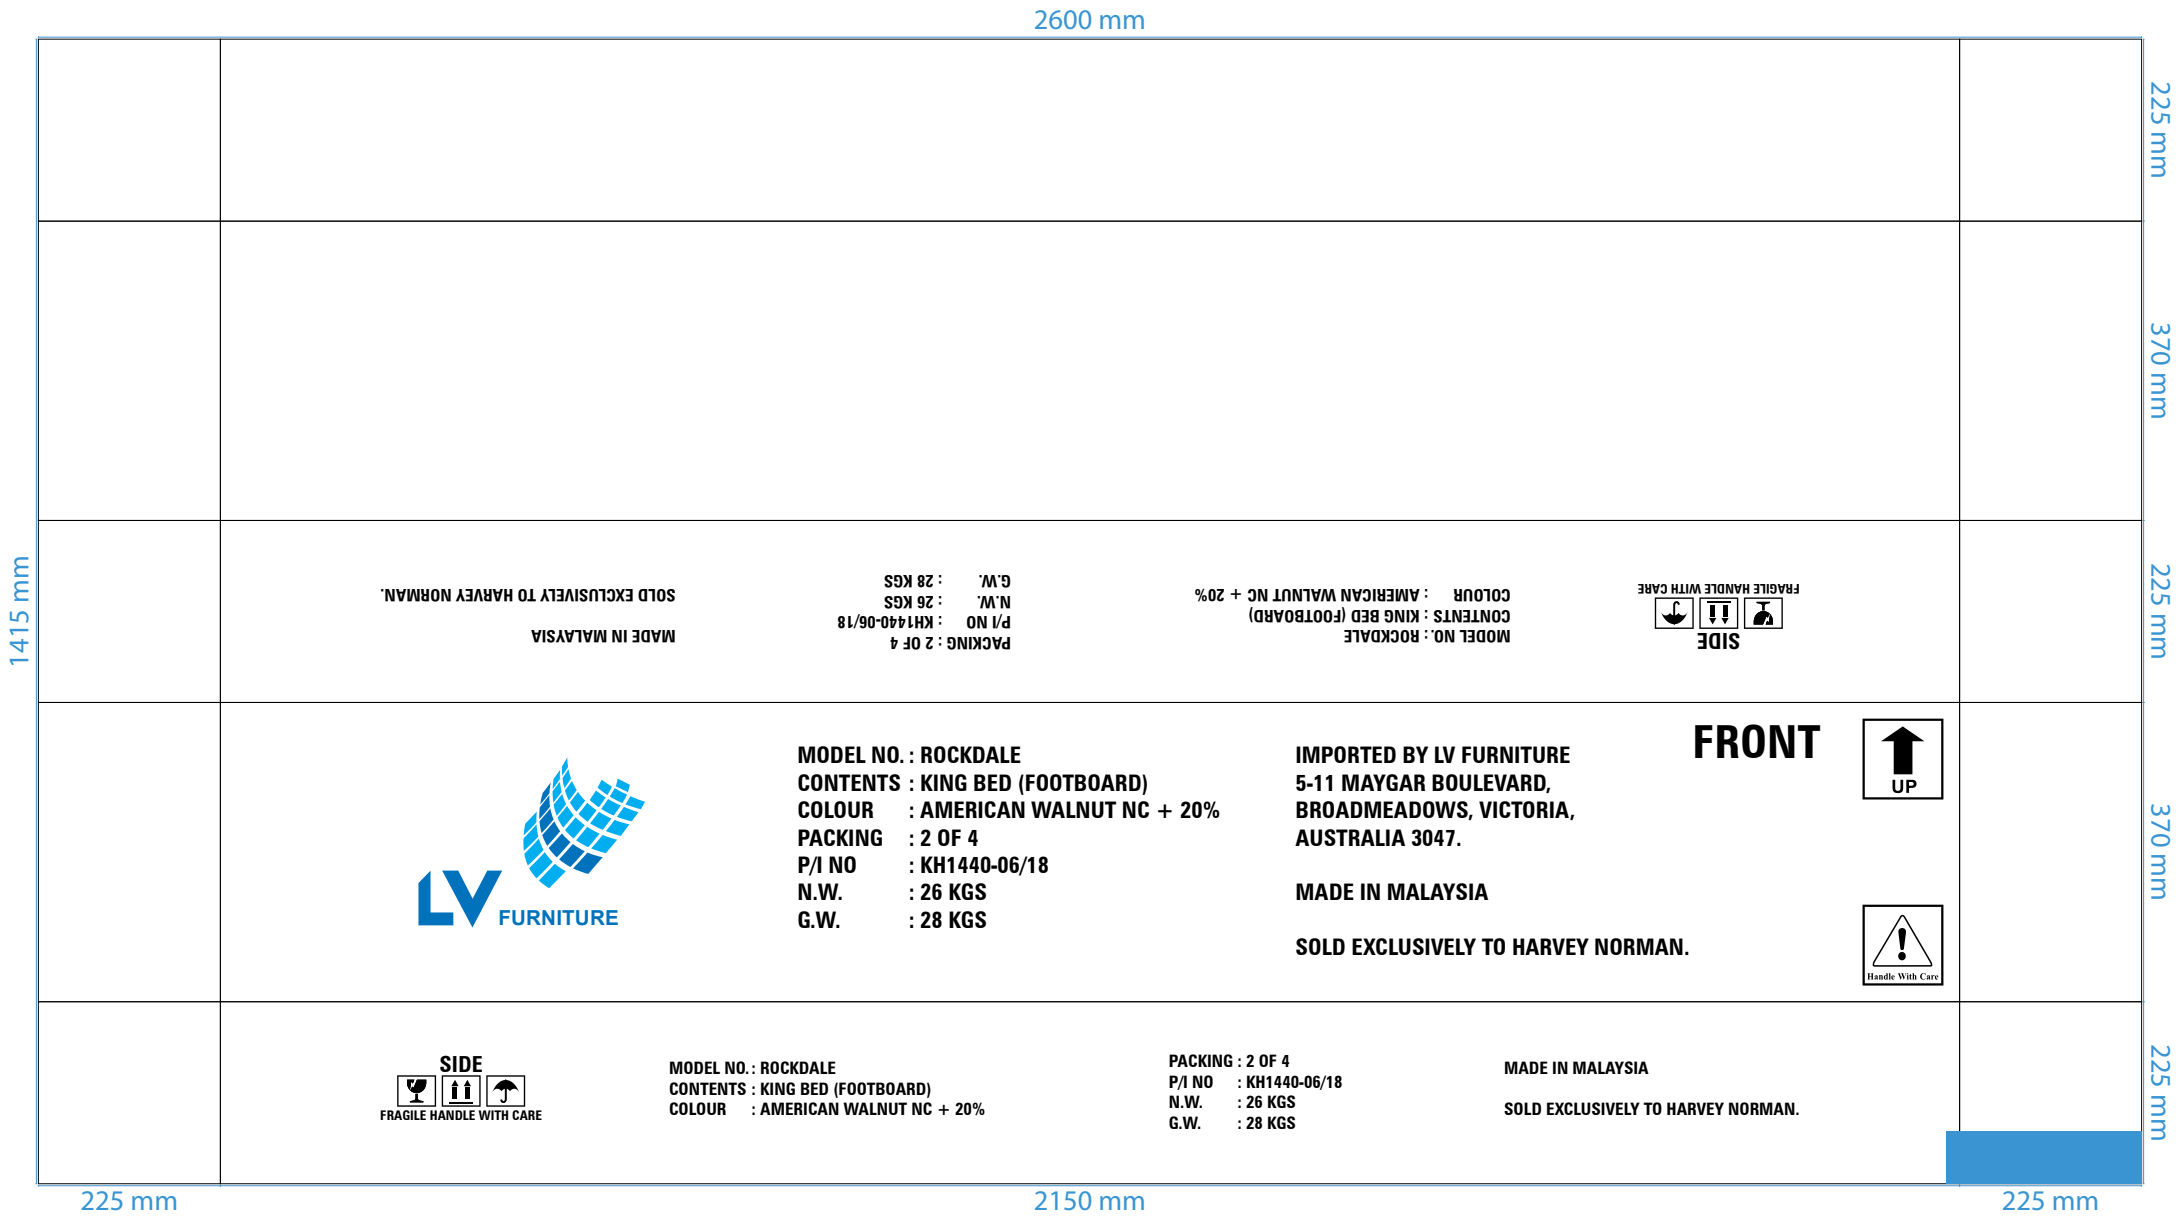 2600 mm
225 mm
370 mm
1415 mm
225 mm
SIDE
FRAGILE HANDLE WITH CARE
MODEL NO. : ROCKDALE
CONTENTS : KING BED (FOOTBOARD)
COLOUR : AMERICAN WALNUT NC + 20%
PACKING : 2 OF 4
P/I NO : KH1440-06/18
N.W. : 26 KGS
G.W. : 28 KGS
MADE IN MALAYSIA
SOLD EXCLUSIVELY TO HARVEY NORMAN.
LV FURNITURE
MODEL NO. : ROCKDALE
CONTENTS : KING BED (FOOTBOARD)
COLOUR : AMERICAN WALNUT NC + 20%
PACKING : 2 OF 4
P/I NO : KH1440-06/18
N.W. : 26 KGS
G.W. : 28 KGS
IMPORTED BY LV FURNITURE
5-11 MAYGAR BOULEVARD,
BROADMEADOWS, VICTORIA,
AUSTRALIA 3047.
MADE IN MALAYSIA
SOLD EXCLUSIVELY TO HARVEY NORMAN.
FRONT
UP
Handle With Care
370 mm
SIDE
FRAGILE HANDLE WITH CARE
MODEL NO. : ROCKDALE
CONTENTS : KING BED (FOOTBOARD)
COLOUR : AMERICAN WALNUT NC + 20%
PACKING : 2 OF 4
P/I NO : KH1440-06/18
N.W. : 26 KGS
G.W. : 28 KGS
MADE IN MALAYSIA
SOLD EXCLUSIVELY TO HARVEY NORMAN.
225 mm
225 mm
2150 mm
225 mm